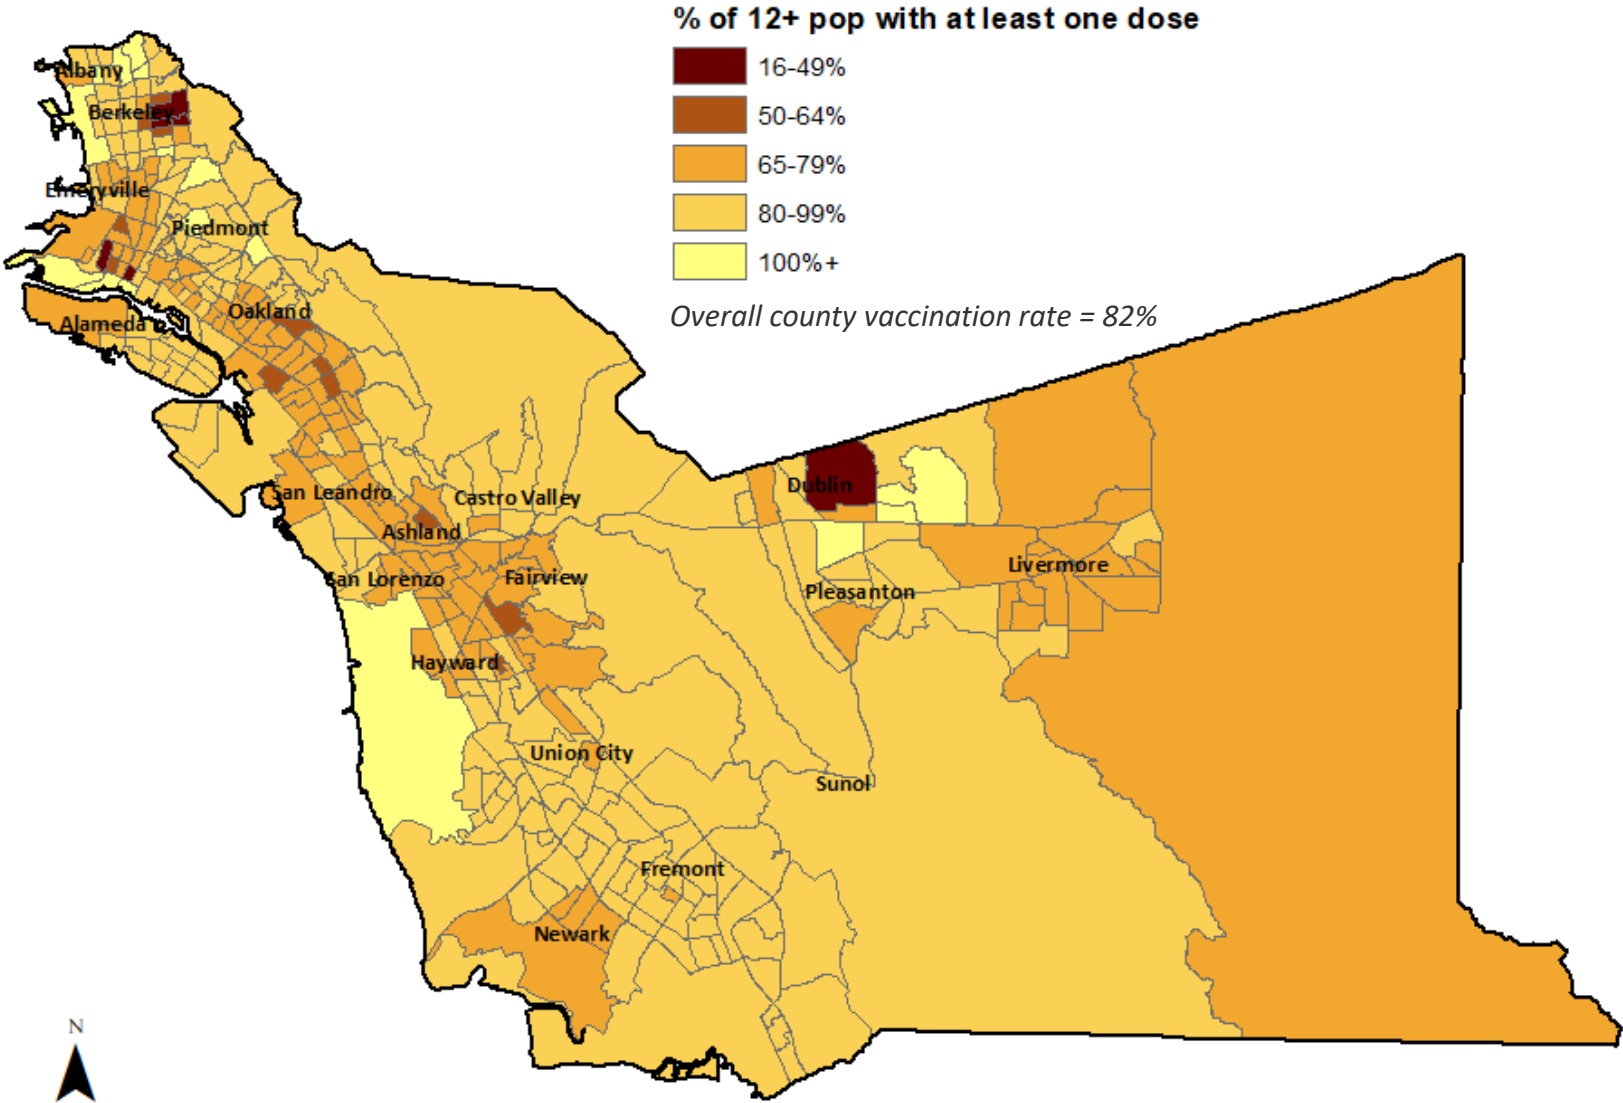 % of 12+ pop with at least one dose
16-49%
50-64%
65-79%
80-99%
100%+
Overall county vaccination rate = 82%
Albany
Berkeley
Emeryville
Piedmont
Oakland
Alameda
San Leandro
Castro Valley
Dublin
Ashland
San Lorenzo
Fairview
Livermore
Pleasanton
Hayward
Union City
Sunol
Fremont
Newark
N